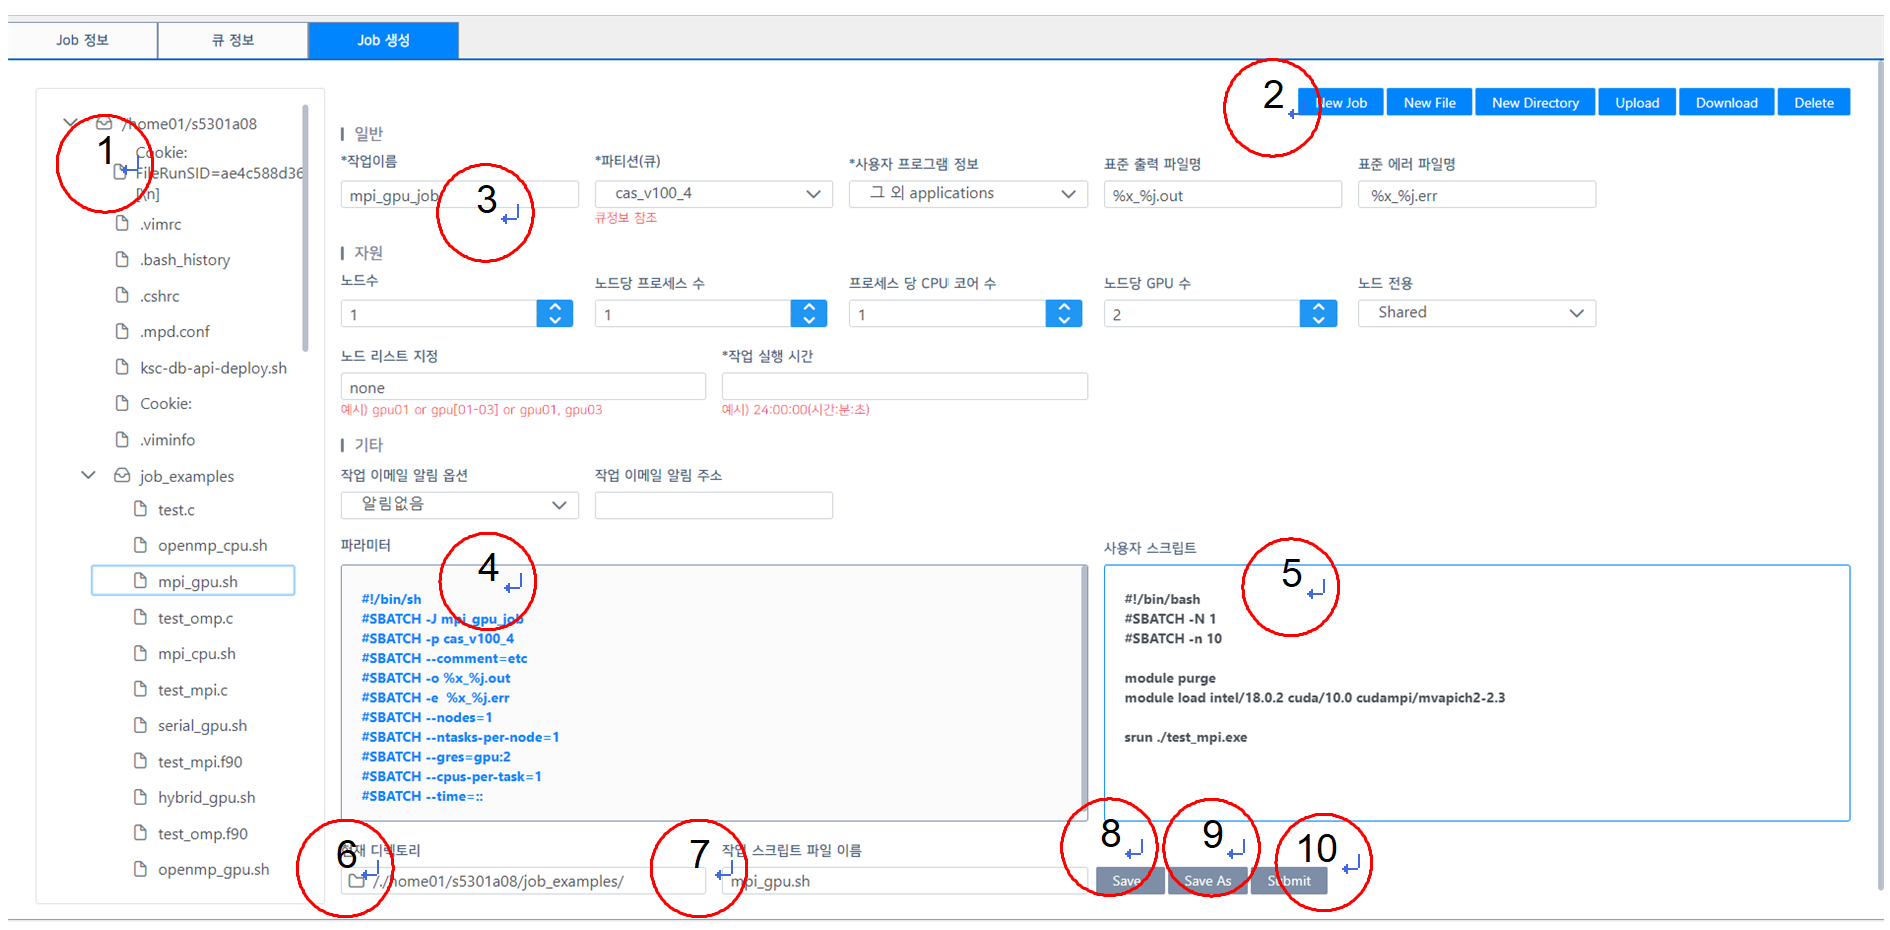 Job 정보
큐 정보
Job 생성
1
/home01/s5301a08
Cookie:
FileRunSID=ae4c588d36
[\n]
.vimrc
.bash_history
.cshrc
.mpd.conf
ksc-db-api-deploy.sh
Cookie:
.viminfo
job_examples
test.c
openmp_cpu.sh
mpi_gpu.sh
test_omp.c
mpi_cpu.sh
test_mpi.c
serial_gpu.sh
test_mpi.f90
hybrid_gpu.sh
test_omp.f90
openmp_gpu.sh
2
New Job
New File
New Directory
Upload
Download
Delete
일반
*작업이름
*파티션(큐)
*사용자 프로그램 정보
표준 출력 파일명
표준 에러 파일명
mpi_gpu_job
3
cas_v100_4
그 외 applications
%x_%j.out
%x_%j.err
큐정보 참조
자원
노드수
노드당 프로세스 수
프로세스 당 CPU 코어 수
노드당 GPU 수
노드 전용
1
1
1
2
Shared
노드 리스트 지정
*작업 실행 시간
none
예시) gpu01 or gpu[01-03] or gpu01, gpu03
예시) 24:00:00(시간:분:초)
기타
작업 이메일 알림 옵션
작업 이메일 알림 주소
알림없음
파라미터
4
#!/bin/sh
#SBATCH -J mpi_gpu_job
#SBATCH -p cas_v100_4
#SBATCH --comment=etc
#SBATCH -o %x_%j.out
#SBATCH -e  %x_%j.err
#SBATCH --nodes=1
#SBATCH --ntasks-per-node=1
#SBATCH --gres=gpu:2
#SBATCH --cpus-per-task=1
#SBATCH --time=::
사용자 스크립트
5
#!/bin/bash
#SBATCH -N 1
#SBATCH -n 10
module purge
module load intel/18.0.2 cuda/10.0 cudampi/mvapich2-2.3
srun ./test_mpi.exe
6
현재 디렉토리
/./home01/s5301a08/job_examples/
7
작업 스크립트 파일 이름
mpi_gpu.sh
8
Save
9
Save As
10
Submit